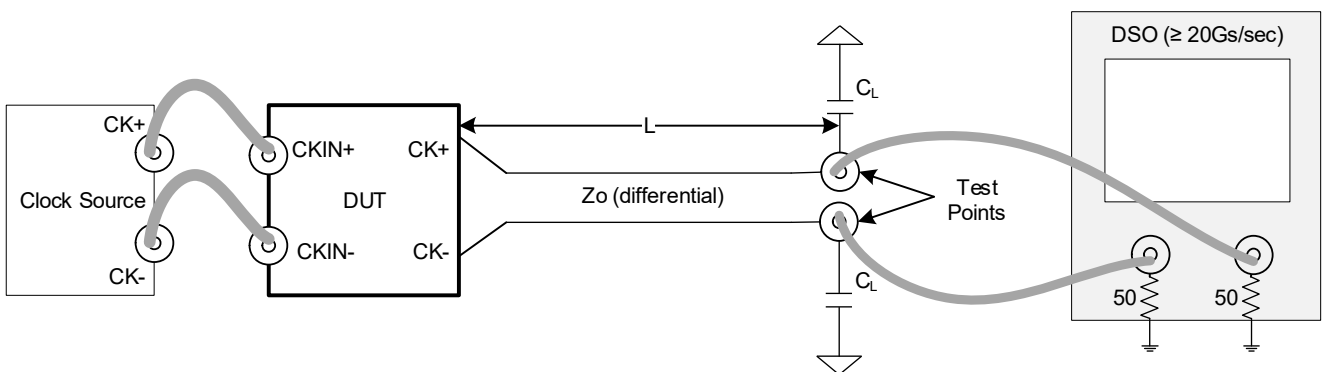 DSO (≥ 20Gs/sec)
CL
CK+
L
CKIN+
CK+
Clock Source
DUT
Zo (differential)
Test
Points
CKIN-
CK-
CK-
CL
50
50